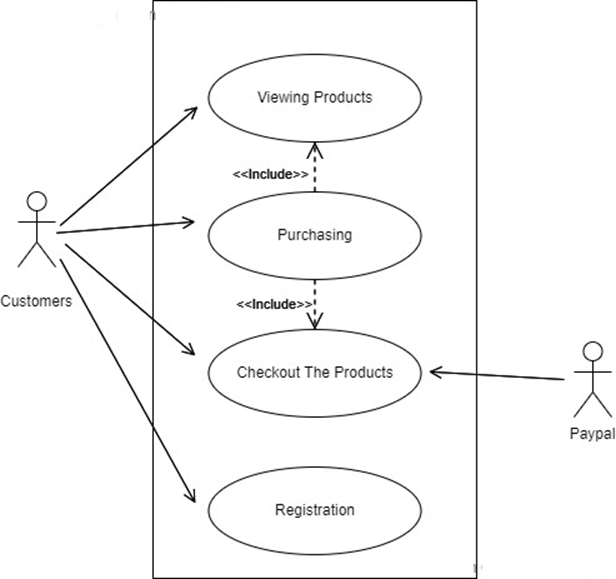 Viewing Products
<<Include>>
Purchasing
Customers
<<Include>>
Checkout The Products
Paypal
Registration